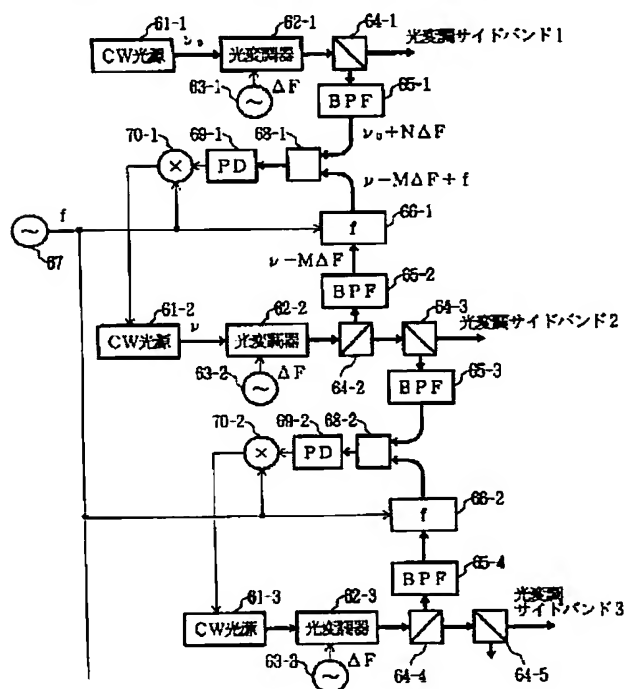 61-1
62-1
64-1
光変調サイドバンド1
CW光源
ν₀
光変調器
63-1
ΔF
~
BPF
65-1
70-1
69-1
68-1
ν₀+NΔF
×
PD
ν-MΔF+f
f
67
~
f
66-1
ν-MΔF
BPF
65-2
61-2
62-2
64-3
光変調サイドバンド2
CW光源
ν
光変調器
63-2
ΔF
~
64-2
BPF
65-3
70-2
69-2
68-2
×
PD
f
66-2
BPF
65-4
61-3
62-3
光変調
サイドバンド3
CW光源
光変調器
63-3
ΔF
~
64-4
64-5